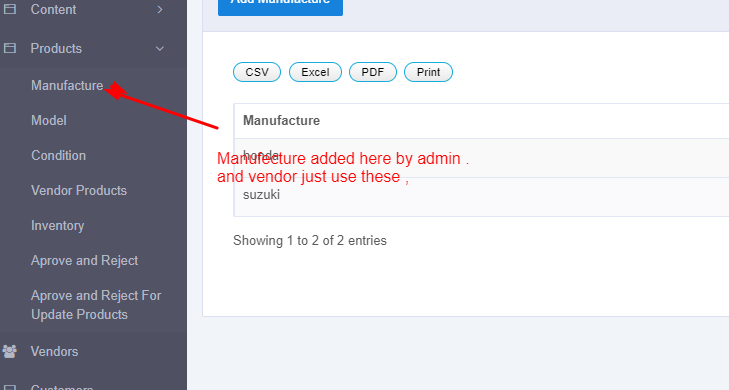 Content
Add Manufacture
Products
CSV Excel PDF Print
Manufacture
Manufacture
Model
honda
Manufecture added here by admin .
and vendor just use these ,
Condition
Vendor Products
suzuki
Inventory
Showing 1 to 2 of 2 entries
Aprove and Reject
Aprove and Reject For
Update Products
Vendors
Customers